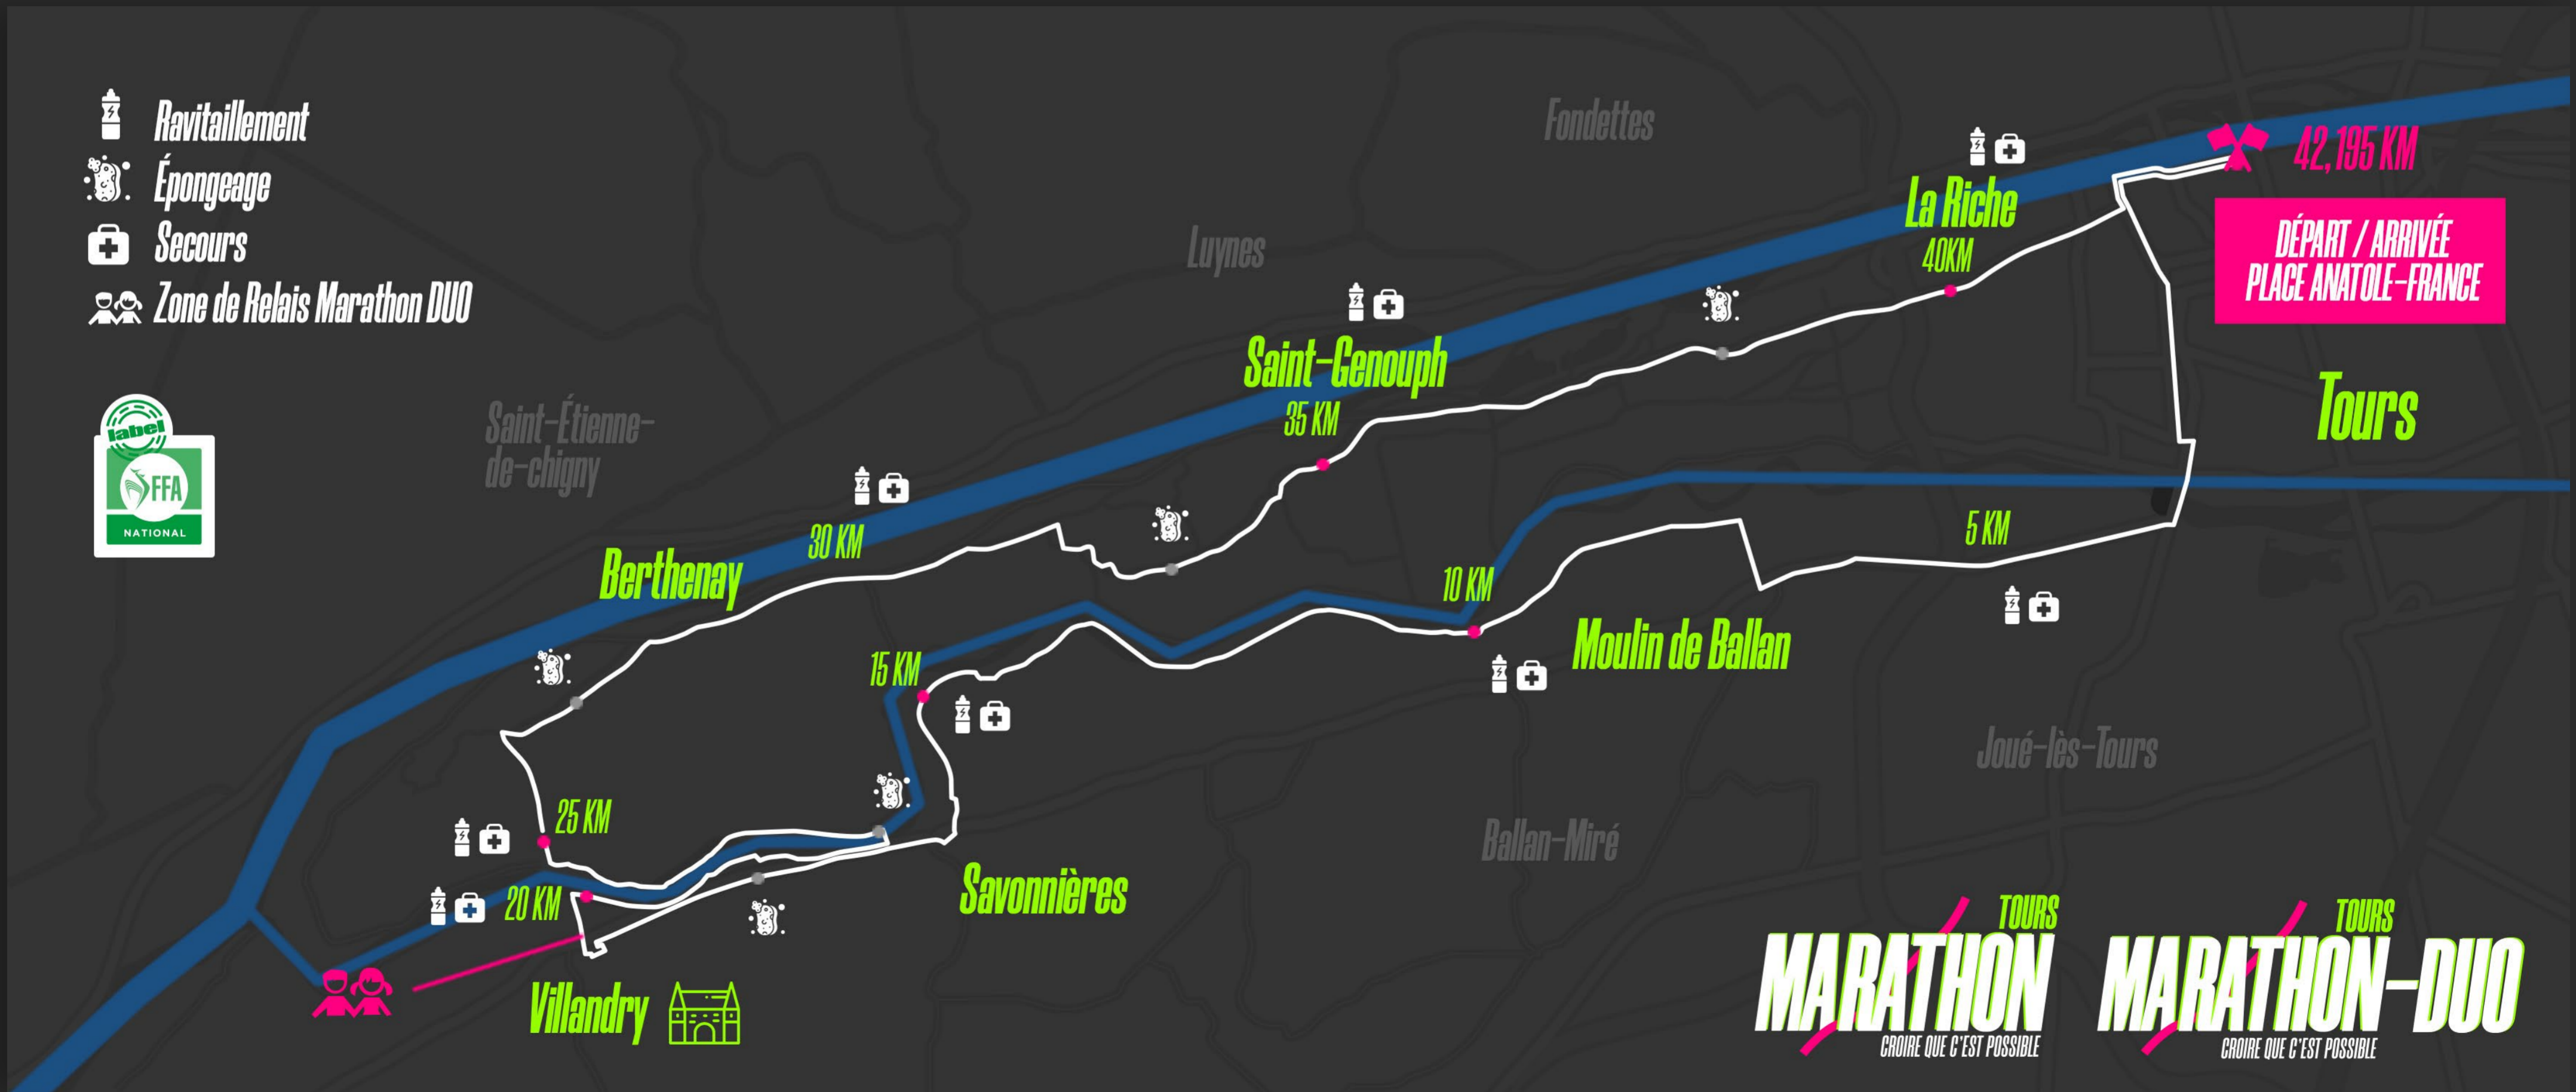 Ravitaillement
Épongeage
Secours
Zone de Relais Marathon DUO
label
FFA
NATIONAL
Fondettes
Luynes
Saint-Étienne-
de-chigny
La Riche
40KM
42,195 KM
DÉPART / ARRIVÉE
PLACE ANATOLE-FRANCE
Tours
Saint-Genouph
35 KM
30 KM
Berthenay
5 KM
10 KM
Moulin de Ballan
15 KM
Joué-lès-Tours
25 KM
Ballan-Miré
20 KM
Savonnières
Villandry
TOURS
MARATHON
CROIRE QUE C'EST POSSIBLE
TOURS
MARATHON-DUO
CROIRE QUE C'EST POSSIBLE